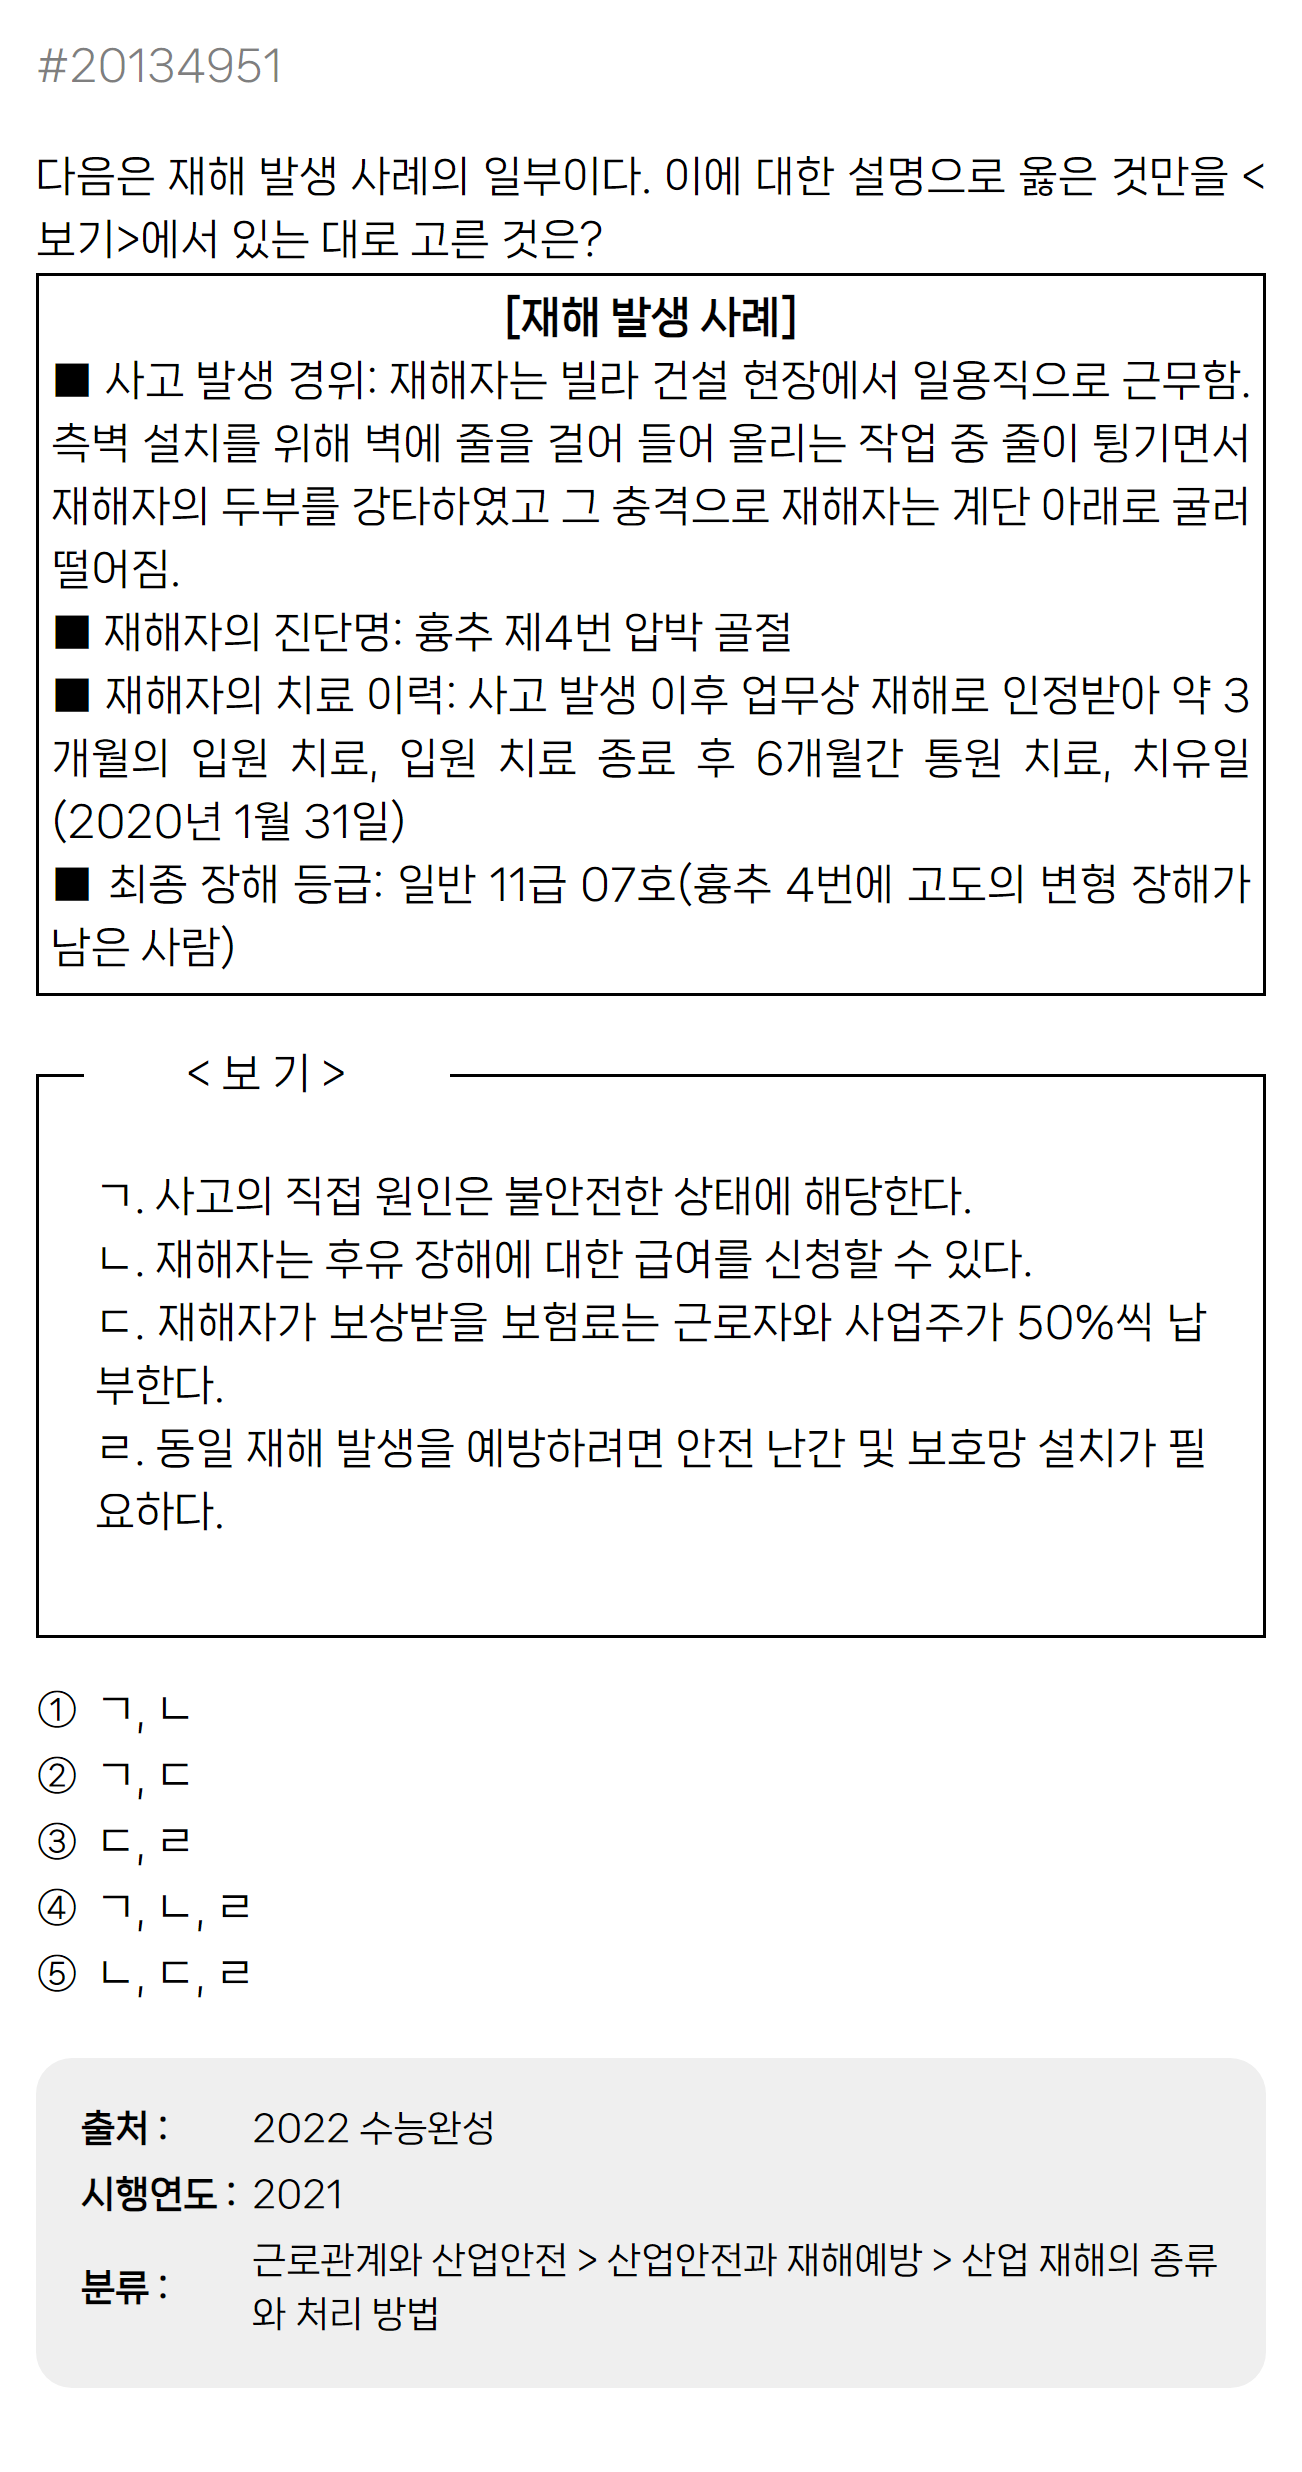 #20134951
다음은 재해 발생 사례의 일부이다. 이에 대한 설명으로 옳은 것만을 <
보기>에서 있는 대로 고른 것은?
[재해 발생 사례]
■ 사고 발생 경위: 재해자는 빌라 건설 현장에서 일용직으로 근무함.
측벽 설치를 위해 벽에 줄을 걸어 들어 올리는 작업 중 줄이 튕기면서
재해자의 두부를 강타하였고 그 충격으로 재해자는 계단 아래로 굴러
떨어짐.
■ 재해자의 진단명: 흉추 제4번 압박 골절
■ 재해자의 치료 이력: 사고 발생 이후 업무상 재해로 인정받아 약 3
개월의 입원 치료, 입원 치료 종료 후 6개월간 통원 치료, 치유일
(2020년 1월 31일)
■ 최종 장해 등급: 일반 11급 07호(흉추 4번에 고도의 변형 장해가
남은 사람)
< 보 기 >
ㄱ. 사고의 직접 원인은 불안전한 상태에 해당한다.
ㄴ. 재해자는 후유 장해에 대한 급여를 신청할 수 있다.
ㄷ. 재해자가 보상받을 보험료는 근로자와 사업주가 50%씩 납
부한다.
ㄹ. 동일 재해 발생을 예방하려면 안전 난간 및 보호망 설치가 필
요하다.
① ㄱ, ㄴ
② ㄱ, ㄷ
③ ㄷ, ㄹ
④ ㄱ, ㄴ, ㄹ
⑤ ㄴ, ㄷ, ㄹ
출처 : 2022 수능완성
시행연도 : 2021
분류 : 근로관계와 산업안전 > 산업안전과 재해예방 > 산업 재해의 종류
와 처리 방법